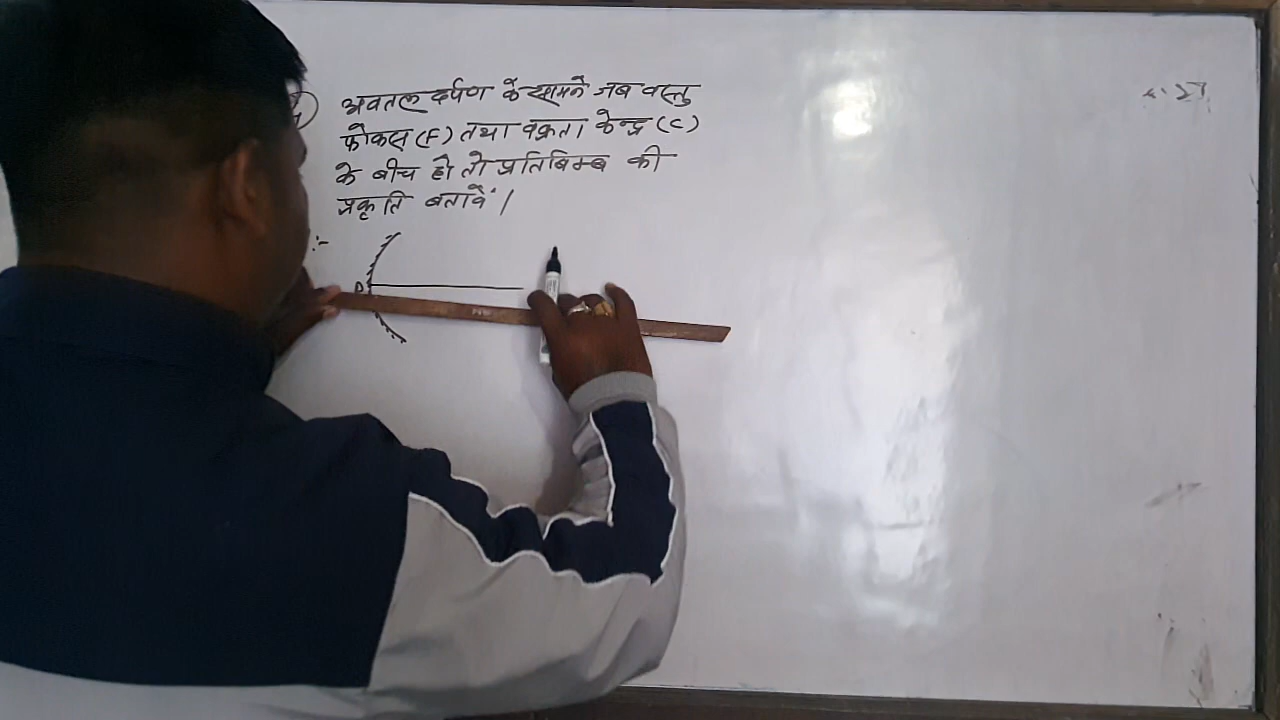 अवतल दर्पण के सामने जब वस्तु
फोकस (F) तथा वक्रता केन्द्र (C)
के बीच हो तो प्रतिबिम्ब की
प्रकृति बतावें।
:-
P